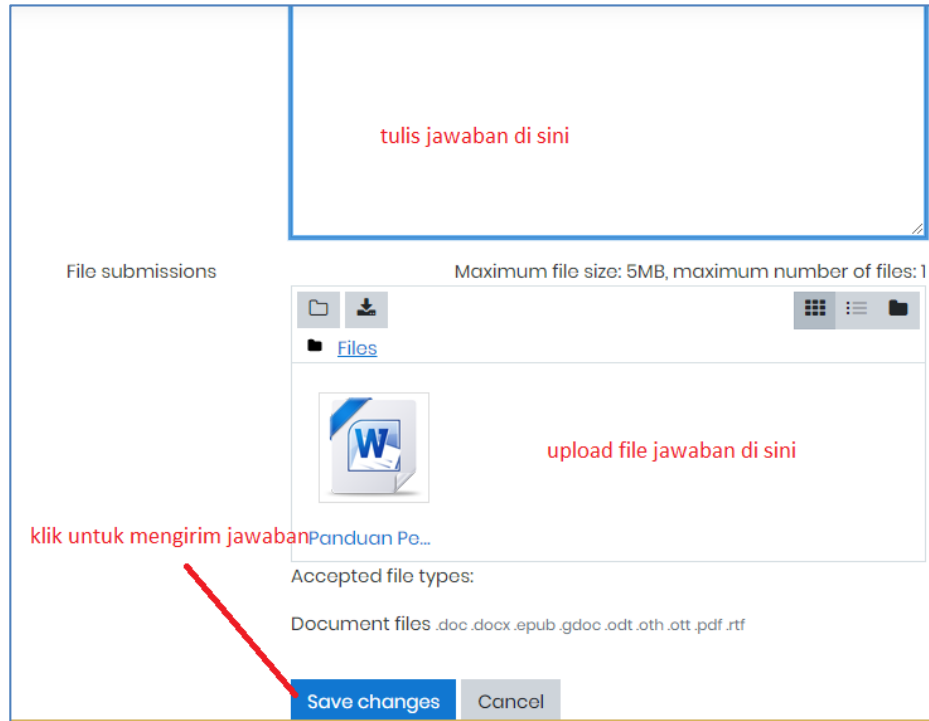 tulis jawaban di sini
File submissions
Maximum file size: 5MB, maximum number of files: 1
Files
W
upload file jawaban di sini
klik untuk mengirim jawaban
Panduan Pe...
Accepted file types:
Document files .doc .docx .epub .gdoc .odt .oth .ott .pdf .rtf
Save changes
Cancel